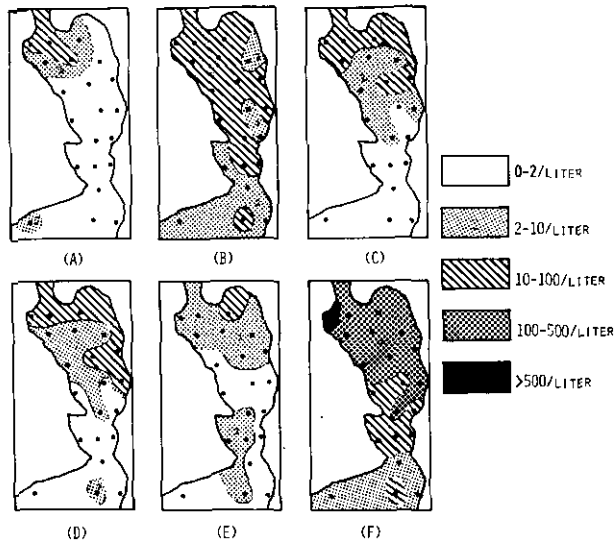 (A)
(B)
(C)
0-2/LITER
2-10/LITER
10-100/LITER
100-500/LITER
>500/LITER
(D)
(E)
(F)